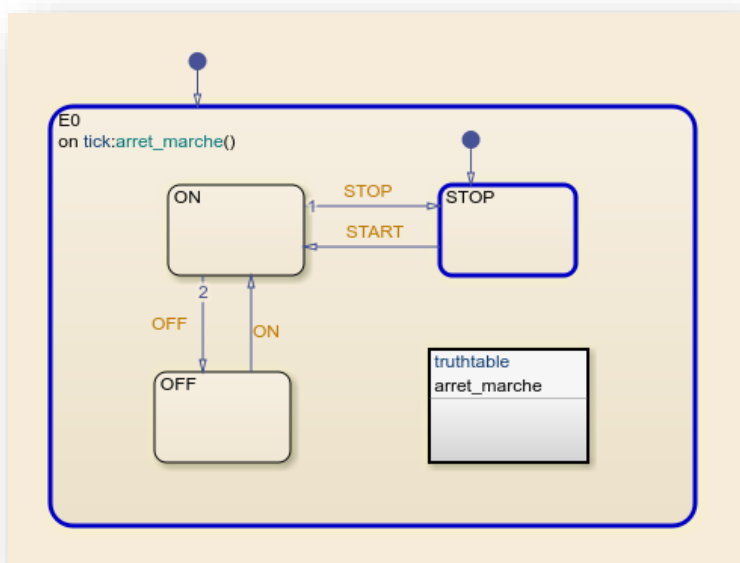 E0
on tick:arret_marche()
ON
1
STOP
STOP
START
2
OFF
ON
OFF
truthtable
arret_marche